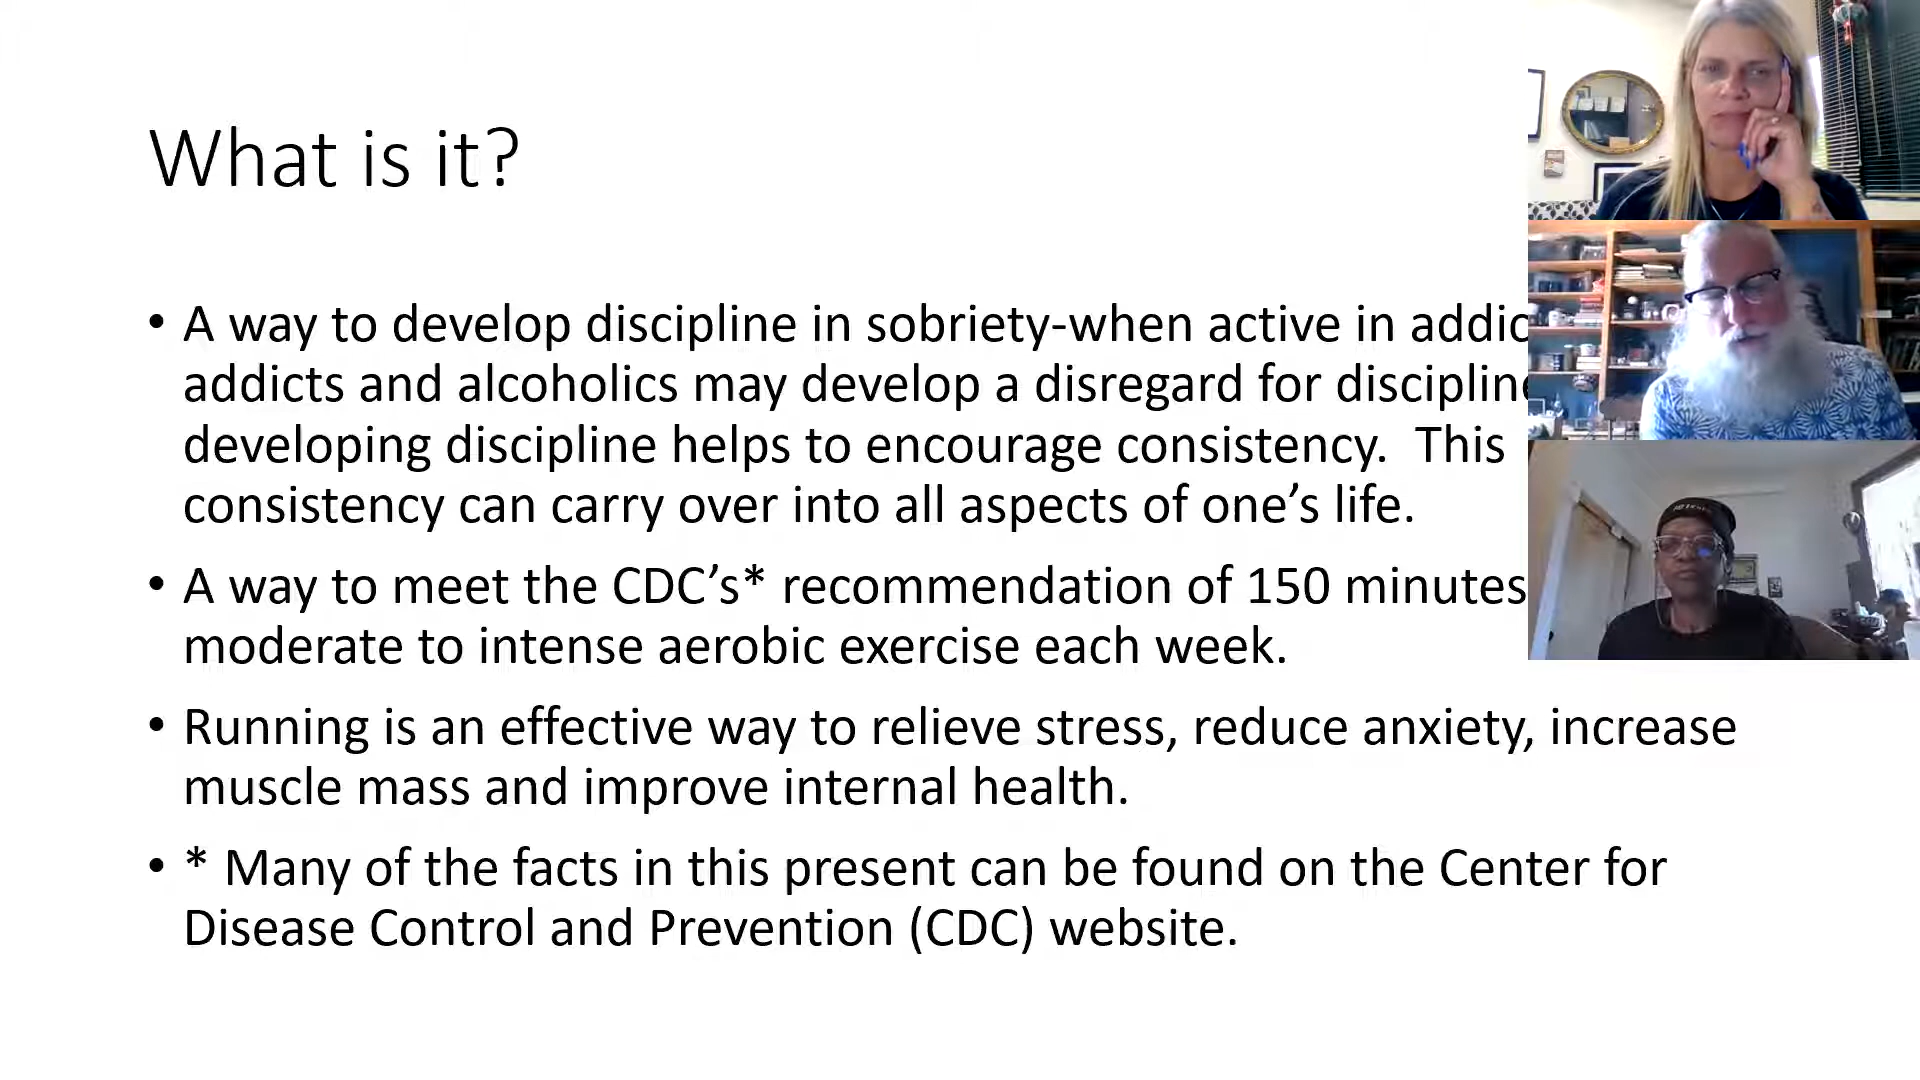 What is it?
• A way to develop discipline in sobriety-when active in addic
addicts and alcoholics may develop a disregard for discipline
developing discipline helps to encourage consistency.  This
consistency can carry over into all aspects of one’s life.
• A way to meet the CDC’s* recommendation of 150 minutes
moderate to intense aerobic exercise each week.
• Running is an effective way to relieve stress, reduce anxiety, increase
muscle mass and improve internal health.
• * Many of the facts in this present can be found on the Center for
Disease Control and Prevention (CDC) website.